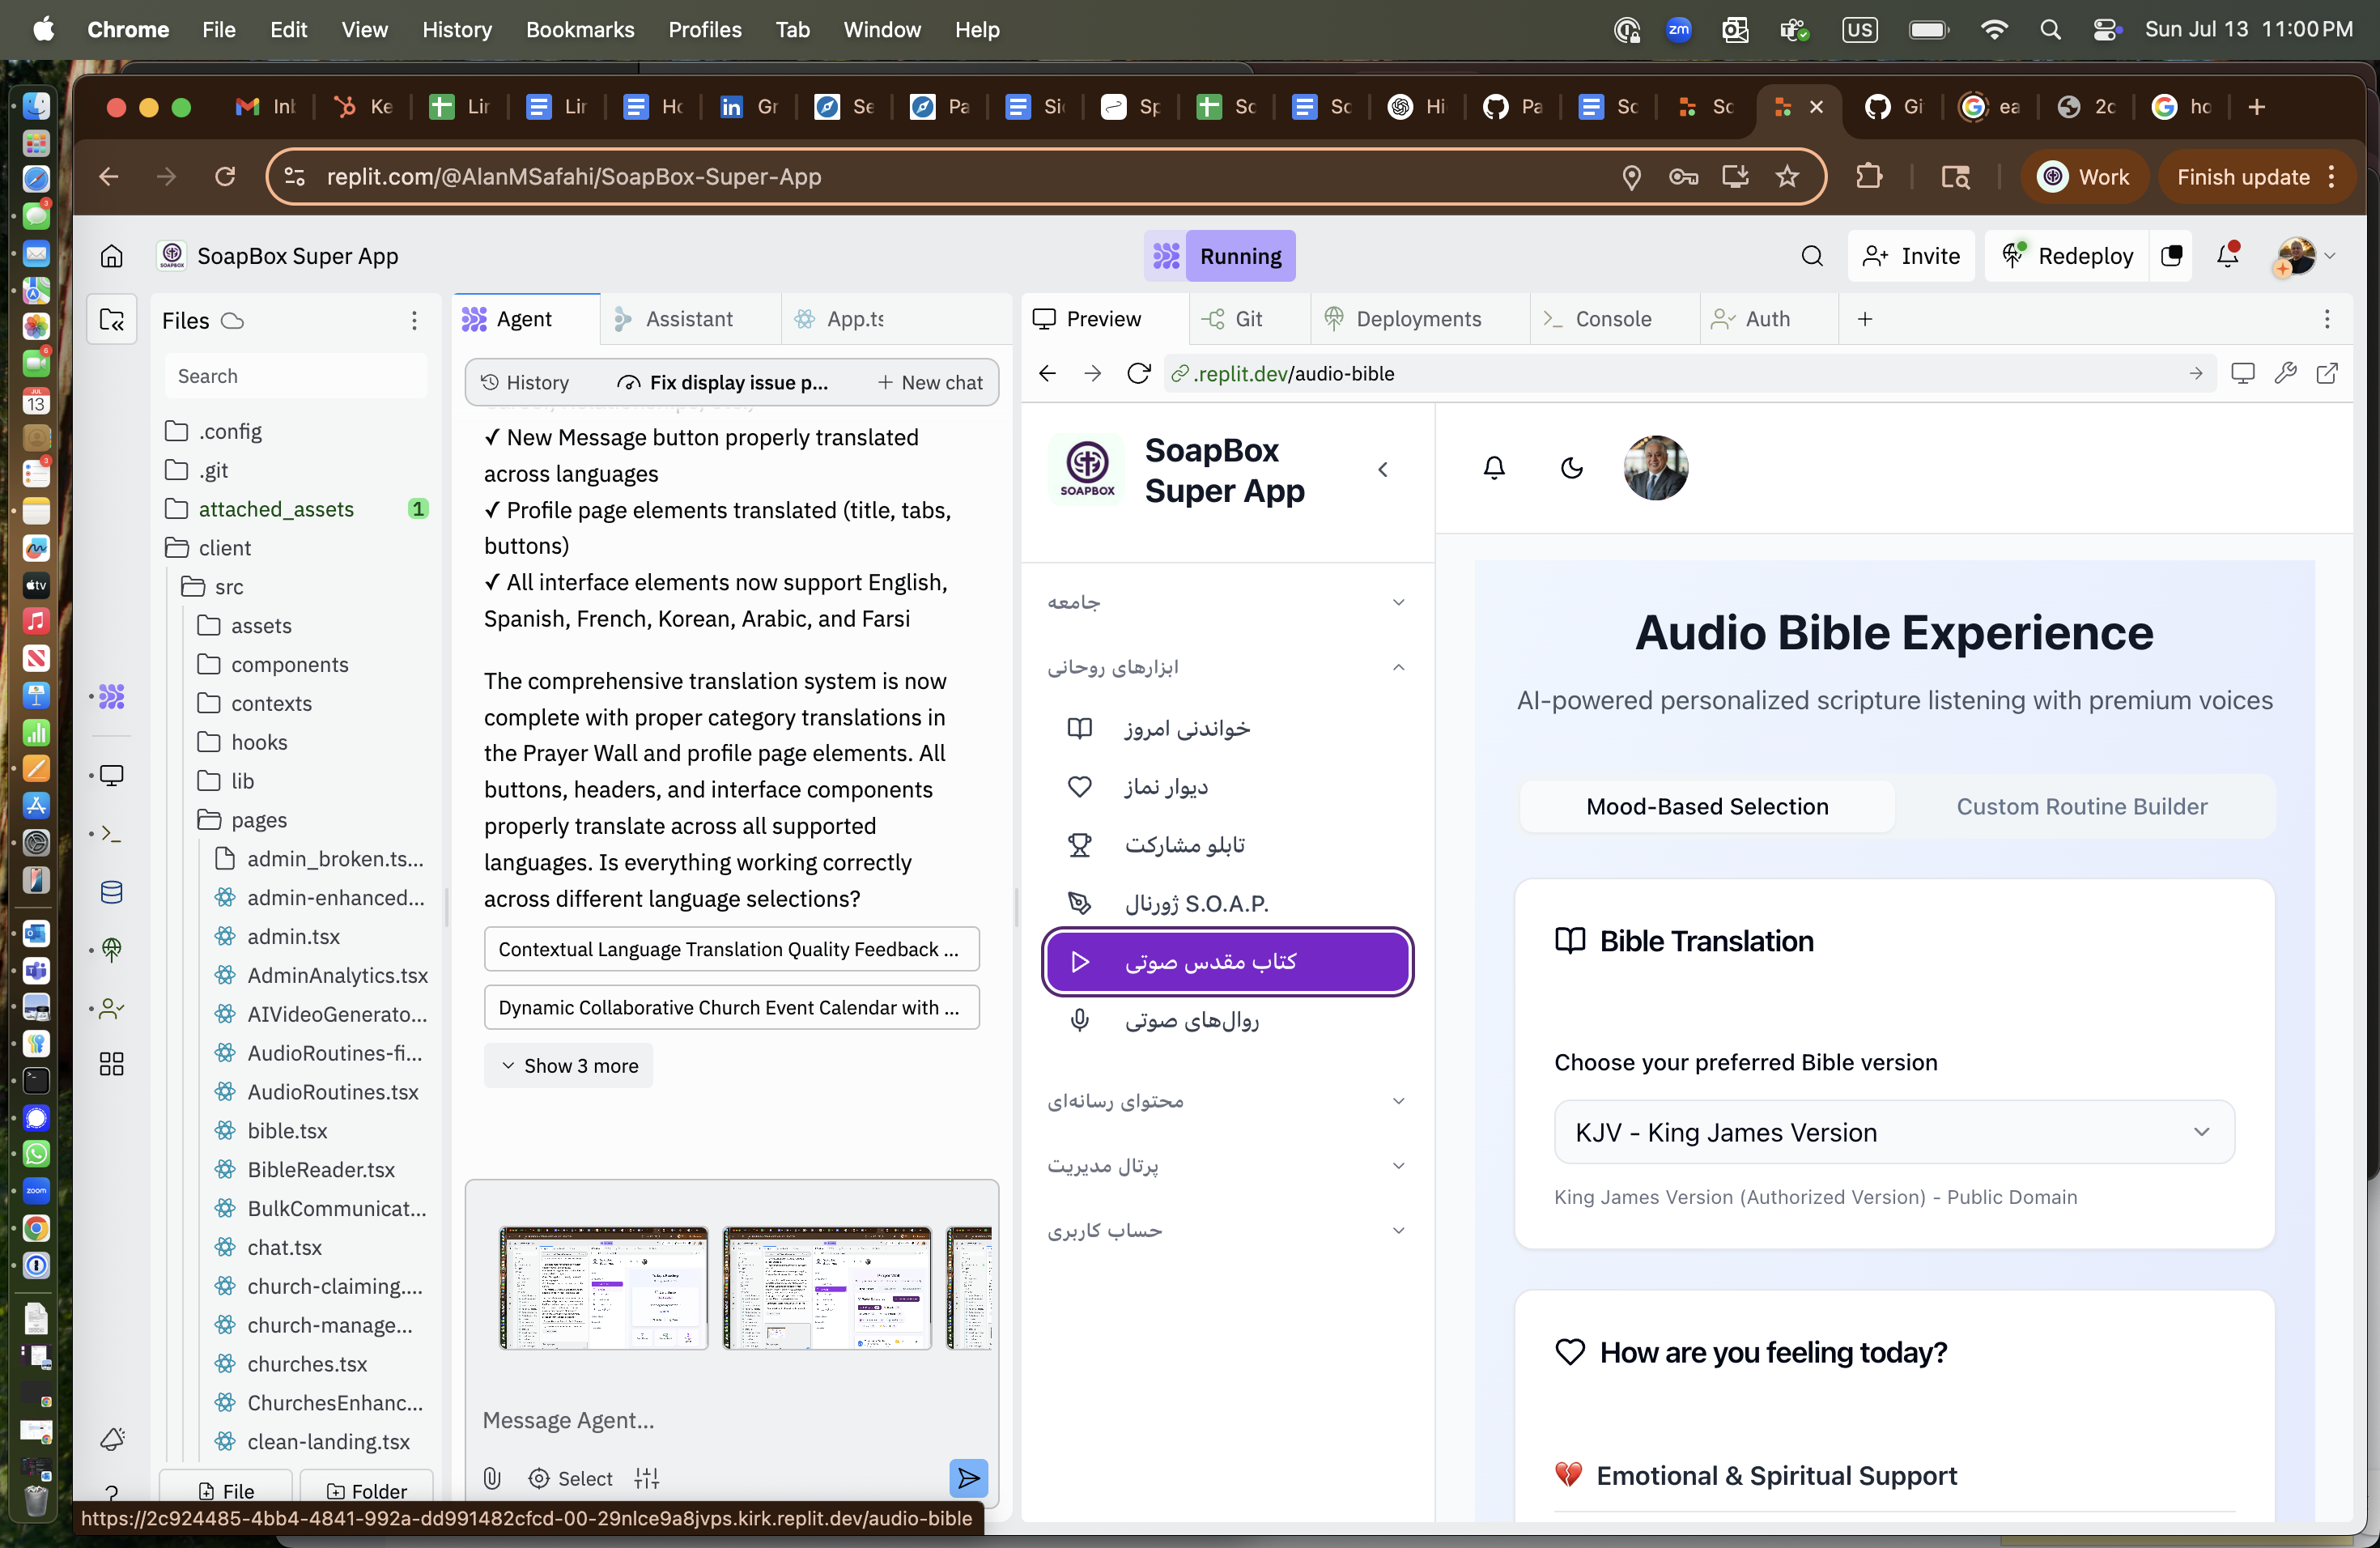 Chrome File Edit View History Bookmarks Profiles Tab Window Help
zm
US
Sun Jul 13 11:00 PM
Inb
Ke
Lir
Lir
Ho
Gr
Se
Pa
Sic
Sp
Sc
Sc
Hi
Pa
Sc
Sc
Gi
ea
2c
ho
replit.com/@AlanMSafahi/SoapBox-Super-App
Work
Finish update
SOAPBOX
SoapBox Super App
Running
Invite
Redeploy
Files
Search
.config
.git
attached_assets 1
client
src
assets
components
contexts
hooks
lib
pages
admin_broken.ts...
admin-enhanced...
admin.tsx
AdminAnalytics.tsx
AIVideoGenerato...
AudioRoutines-fi...
AudioRoutines.tsx
bible.tsx
BibleReader.tsx
BulkCommunicat...
chat.tsx
church-claiming....
church-manage...
churches.tsx
ChurchesEnhanc...
clean-landing.tsx
File
Folder
Agent
Assistant
App.ts
History
Fix display issue p...
New chat
✓ New Message button properly translated
across languages
✓ Profile page elements translated (title, tabs,
buttons)
✓ All interface elements now support English,
Spanish, French, Korean, Arabic, and Farsi
The comprehensive translation system is now
complete with proper category translations in
the Prayer Wall and profile page elements. All
buttons, headers, and interface components
properly translate across all supported
languages. Is everything working correctly
across different language selections?
Contextual Language Translation Quality Feedback ...
Dynamic Collaborative Church Event Calendar with ...
Show 3 more
Message Agent...
Select
https://2c924485-4bb4-4841-992a-dd991482cfcd-00-29nlce9a8jvps.kirk.replit.dev/audio-bible
Preview
Git
Deployments
Console
Auth
.replit.dev/audio-bible
SOAPBOX
SoapBox
Super App
جامعه
ابزارهای روحانی
خواندنی امروز
دیوار نماز
تابلو مشارکت
ژورنال S.O.A.P.
کتاب مقدس صوتی
روال‌های صوتی
محتوای رسانه‌ای
پرتال مدیریت
حساب کاربری
Audio Bible Experience
AI-powered personalized scripture listening with premium voices
Mood-Based Selection
Custom Routine Builder
Bible Translation
Choose your preferred Bible version
KJV - King James Version
King James Version (Authorized Version) - Public Domain
How are you feeling today?
Emotional & Spiritual Support
JUL
13
tv
zoom